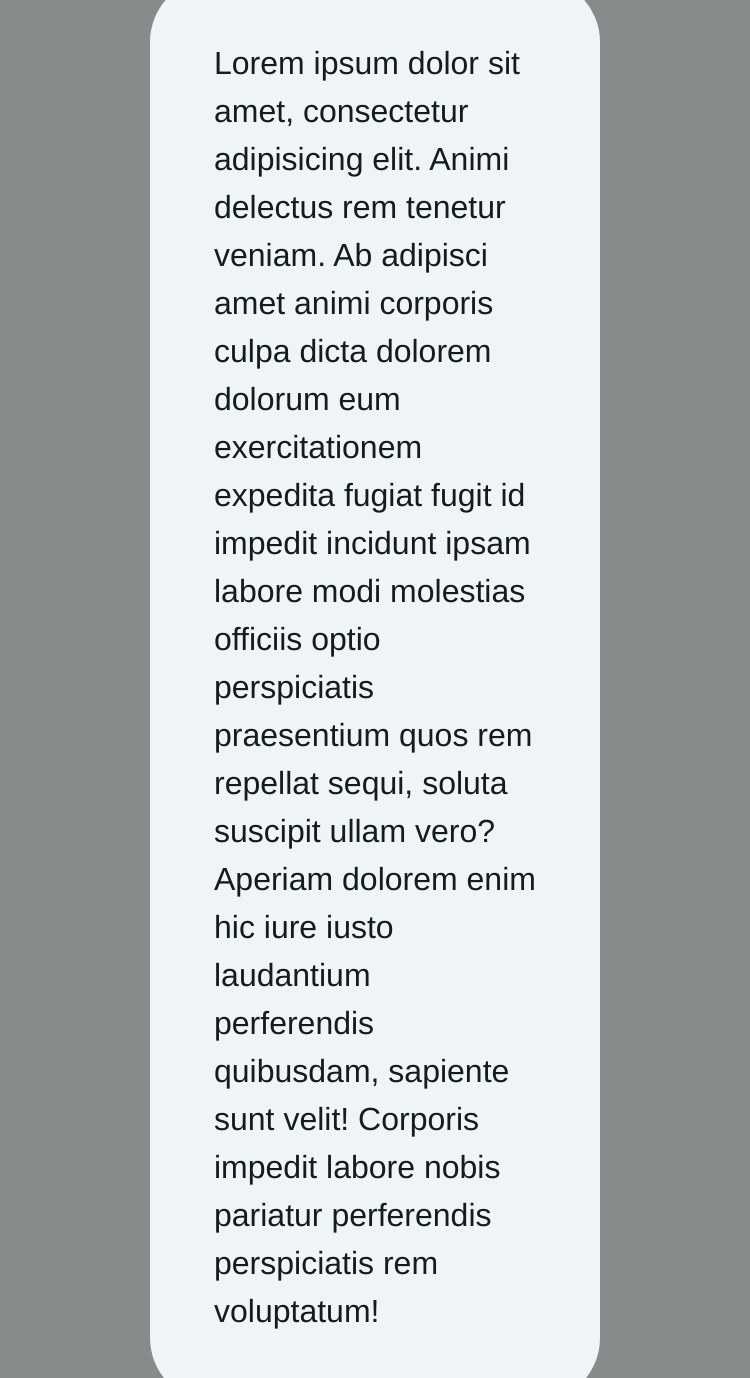 Lorem ipsum dolor sit
amet, consectetur
adipisicing elit. Animi
delectus rem tenetur
veniam. Ab adipisci
amet animi corporis
culpa dicta dolorem
dolorum eum
exercitationem
expedita fugiat fugit id
impedit incidunt ipsam
labore modi molestias
officiis optio
perspiciatis
praesentium quos rem
repellat sequi, soluta
suscipit ullam vero?
Aperiam dolorem enim
hic iure iusto
laudantium
perferendis
quibusdam, sapiente
sunt velit! Corporis
impedit labore nobis
pariatur perferendis
perspiciatis rem
voluptatum!